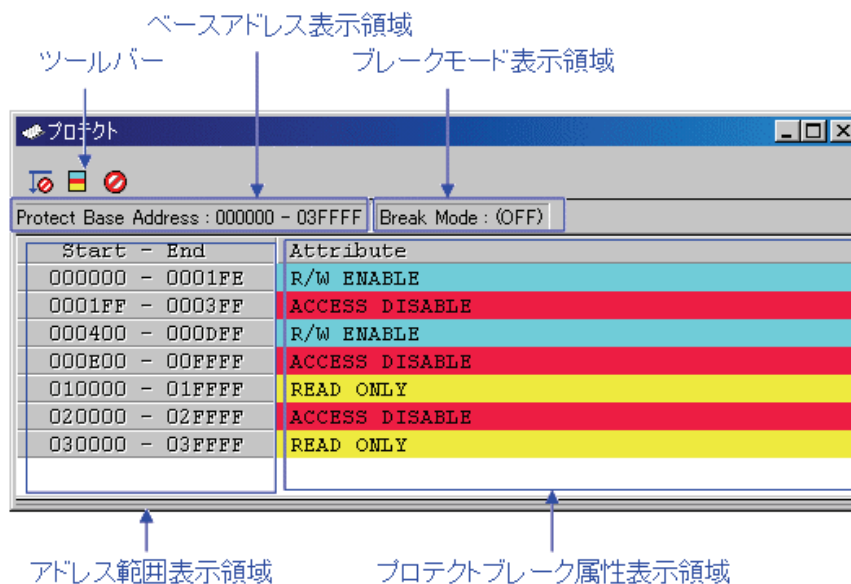 ベースアドレス表示領域
ツールバー
ブレークモード表示領域
プロテクト
Protect Base Address : 000000 - 03FFFF
Break Mode : (OFF)
Start - End Attribute
000000 - 0001FE R/W ENABLE
0001FF - 0003FF ACCESS DISABLE
000400 - 000DFF R/W ENABLE
000E00 - 00FFFF ACCESS DISABLE
010000 - 01FFFF READ ONLY
020000 - 02FFFF ACCESS DISABLE
030000 - 03FFFF READ ONLY
アドレス範囲表示領域
プロテクトブレーク属性表示領域